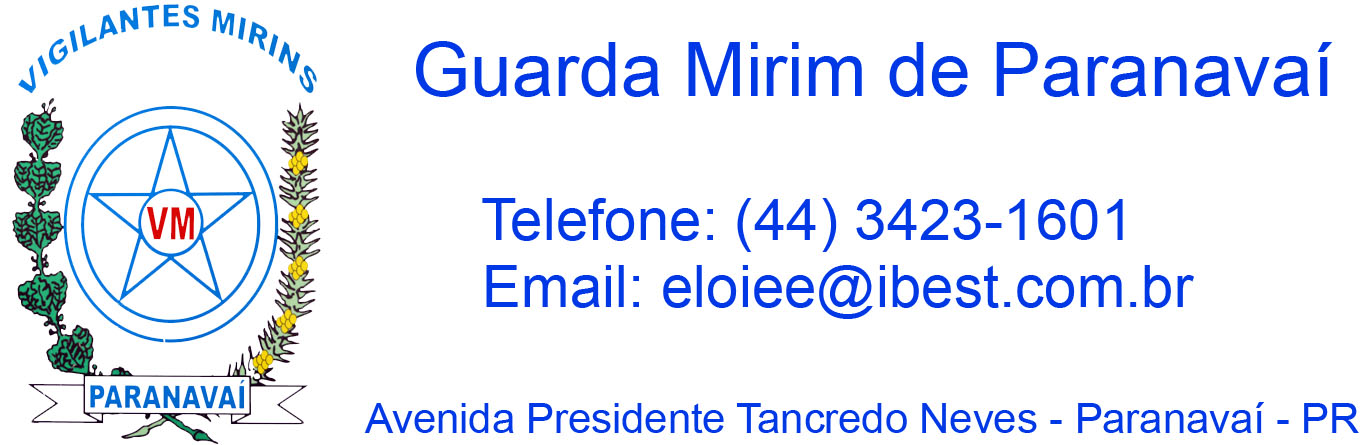 VIGILANTES MIRINS
VM
PARANAVAÍ
Guarda Mirim de Paranavaí
Telefone: (44) 3423-1601
Email: eloiee@ibest.com.br
Avenida Presidente Tancredo Neves - Paranavaí - PR